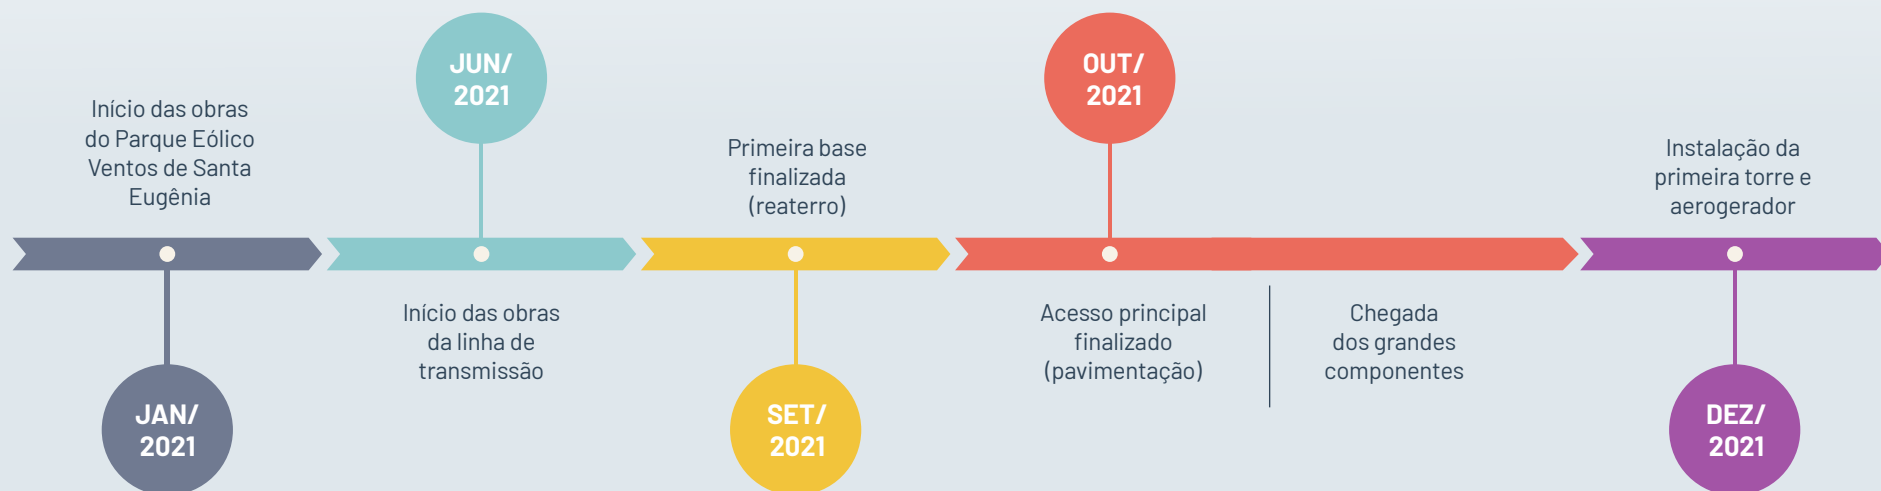 Início das obras
do Parque Eólico
Ventos de Santa
Eugênia
JAN/
2021
JUN/
2021
Início das obras
da linha de
transmissão
Primeira base
finalizada
(reaterro)
SET/
2021
OUT/
2021
Acesso principal
finalizado
(pavimentação)
Chegada
dos grandes
componentes
Instalação da
primeira torre e
aerogerador
DEZ/
2021